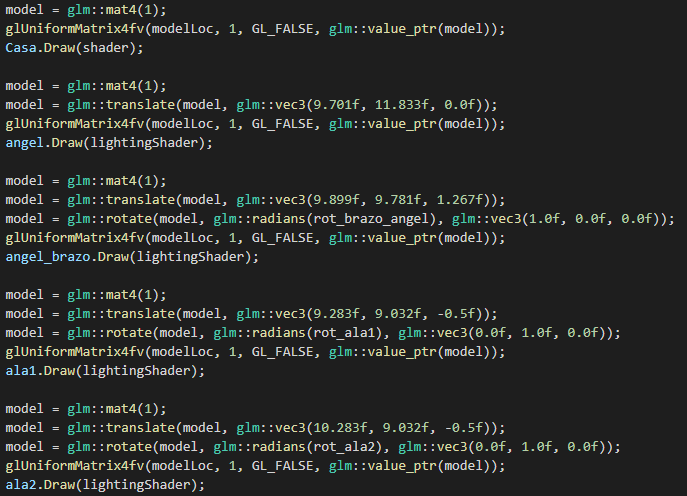 model = glm::mat4(1);
glUniformMatrix4fv(modelLoc, 1, GL_FALSE, glm::value_ptr(model));
Casa.Draw(shader);
model = glm::mat4(1);
model = glm::translate(model, glm::vec3(9.701f, 11.833f, 0.0f));
glUniformMatrix4fv(modelLoc, 1, GL_FALSE, glm::value_ptr(model));
angel.Draw(lightingShader);
model = glm::mat4(1);
model = glm::translate(model, glm::vec3(9.899f, 9.781f, 1.267f));
model = glm::rotate(model, glm::radians(rot_brazo_angel), glm::vec3(1.0f, 0.0f, 0.0f));
glUniformMatrix4fv(modelLoc, 1, GL_FALSE, glm::value_ptr(model));
angel_brazo.Draw(lightingShader);
model = glm::mat4(1);
model = glm::translate(model, glm::vec3(9.283f, 9.032f, -0.5f));
model = glm::rotate(model, glm::radians(rot_ala1), glm::vec3(0.0f, 1.0f, 0.0f));
glUniformMatrix4fv(modelLoc, 1, GL_FALSE, glm::value_ptr(model));
ala1.Draw(lightingShader);
model = glm::mat4(1);
model = glm::translate(model, glm::vec3(10.283f, 9.032f, -0.5f));
model = glm::rotate(model, glm::radians(rot_ala2), glm::vec3(0.0f, 1.0f, 0.0f));
glUniformMatrix4fv(modelLoc, 1, GL_FALSE, glm::value_ptr(model));
ala2.Draw(lightingShader);